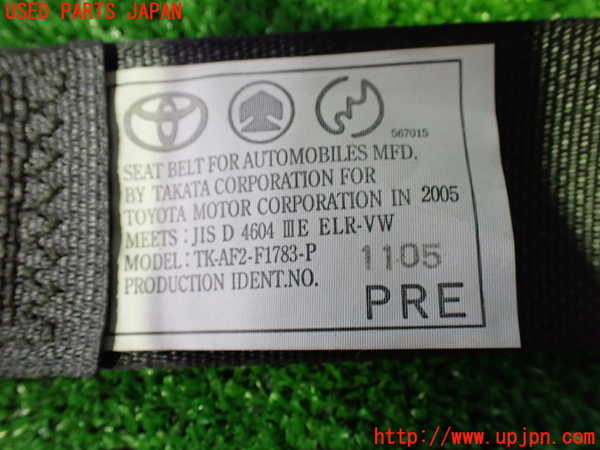 USED PARTS JAPAN
567015
SEAT BELT FOR AUTOMOBILES MFD.
BY TAKATA CORPORATION FOR
TOYOTA MOTOR CORPORATION IN 2005
MEETS : JIS D 4604 ⅢE ELR-VW
MODEL: TK-AF2-F1783-P
PRODUCTION IDENT.NO.
1105
PRE
http://www.upjpn.com/